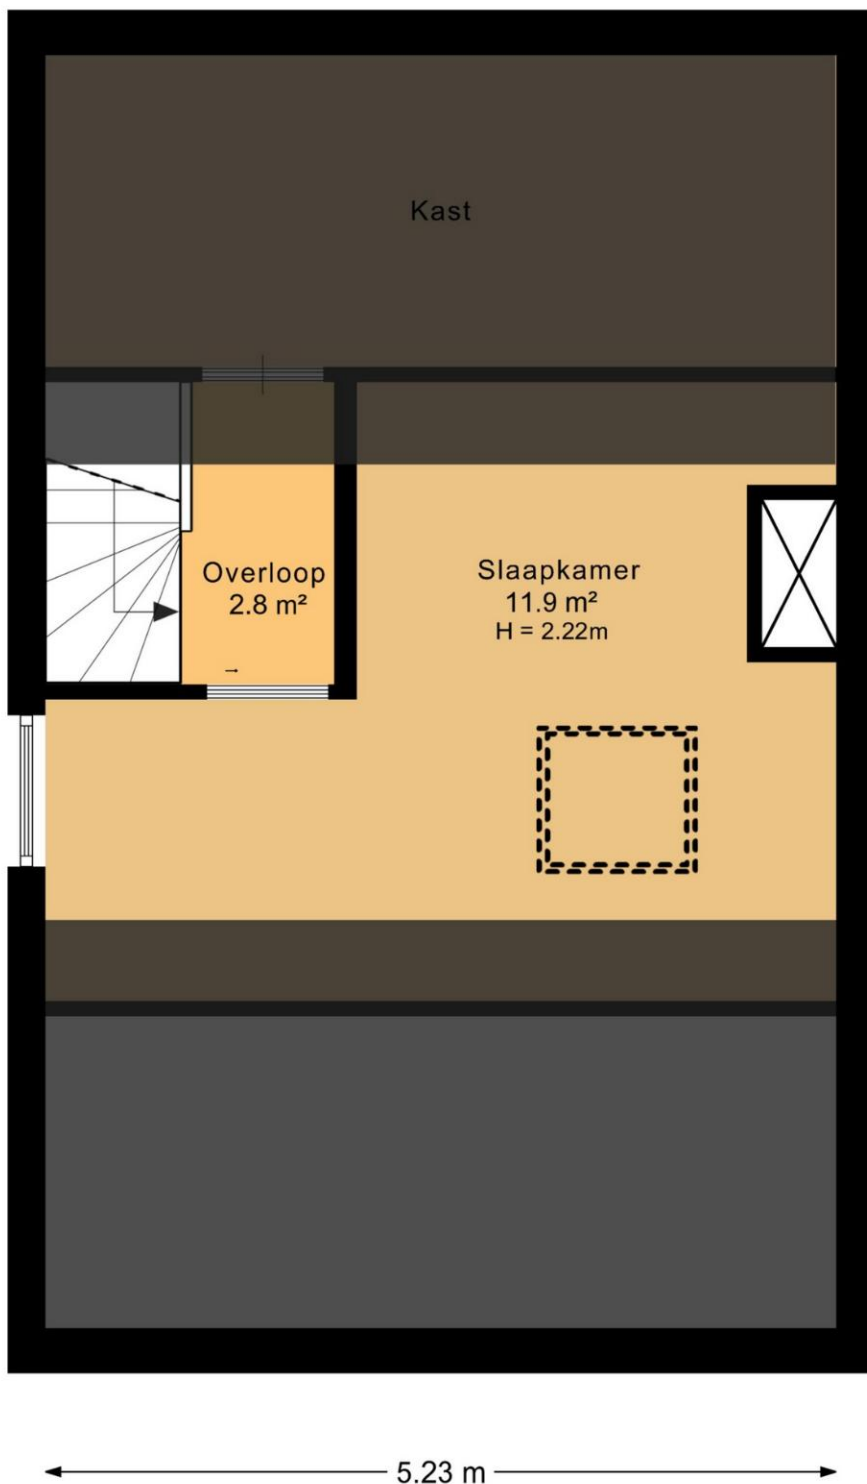 Kast
Overloop
2.8 m²
Slaapkamer
11.9 m²
H = 2.22m
5.23 m